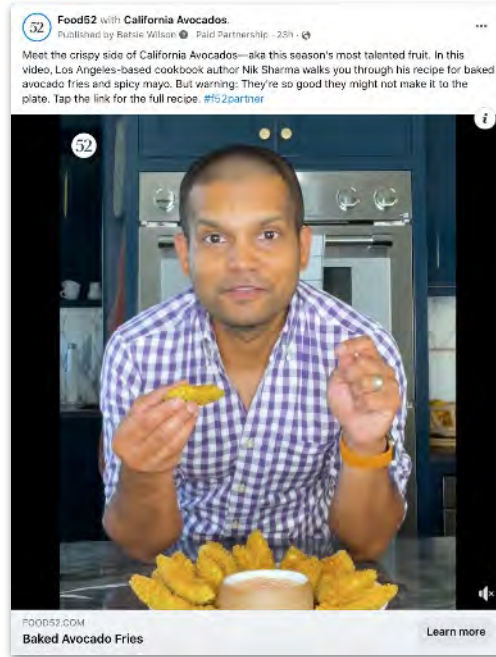 52
Food52 with California Avocados.
Published by Betsie Wilson · Paid Partnership · 23h ·
Meet the crispy side of California Avocados—aka this season's most talented fruit. In this
video, Los Angeles-based cookbook author Nik Sharma walks you through his recipe for baked
avocado fries and spicy mayo. But warning: They're so good they might not make it to the
plate. Tap the link for the full recipe. #f52partner
i
52
FOOD52.COM
Baked Avocado Fries
Learn more